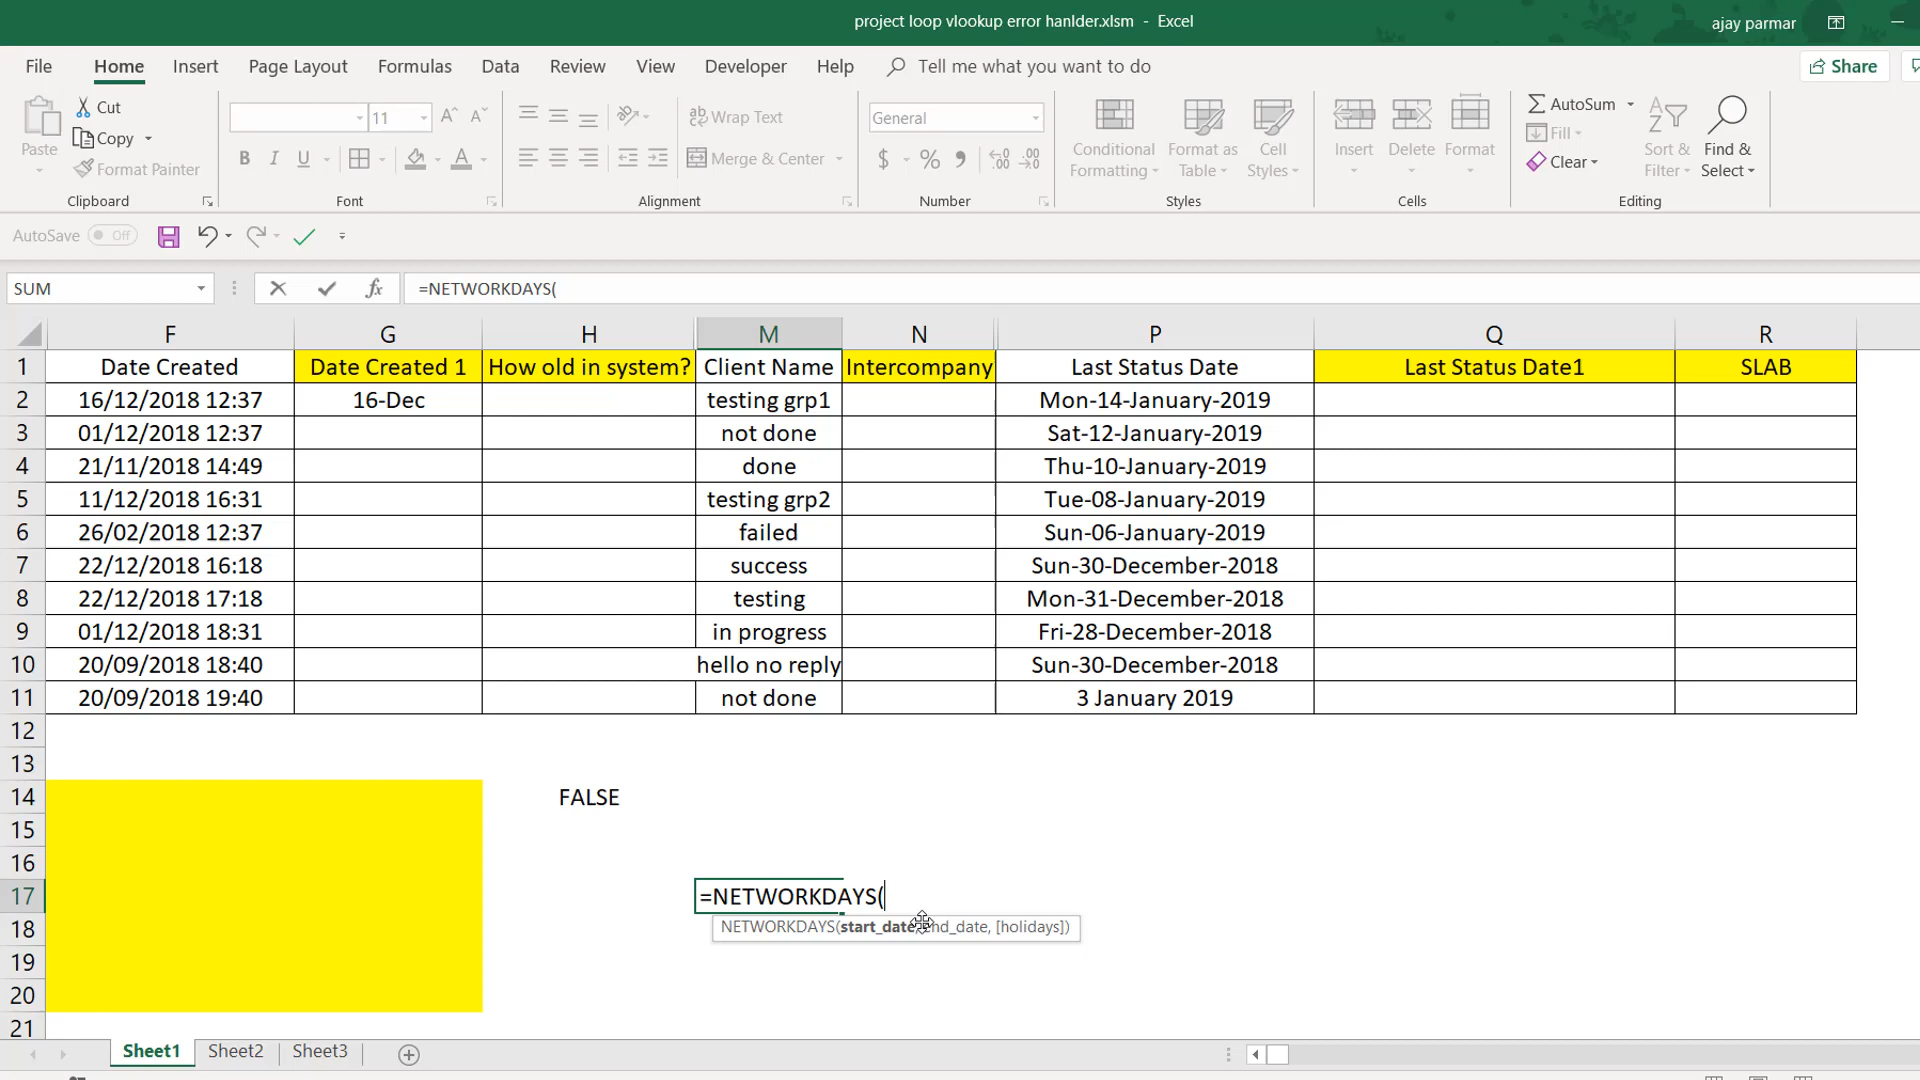 project loop vlookup error hanlder.xlsm - Excel
ajay parmar
File Home Insert Page Layout Formulas Data Review View Developer Help Tell me what you want to do Share
Paste
Cut
Copy
Format Painter
Clipboard
11
Font
Wrap Text
Merge & Center
Alignment
General
Number
Conditional Formatting
Format as Table
Cell Styles
Styles
Insert Delete Format
Cells
AutoSum
Fill
Clear
Sort & Filter
Find & Select
Editing
AutoSave Off
SUM fx =NETWORKDAYS(
F G H M N P Q R
1 Date Created Date Created 1 How old in system? Client Name Intercompany Last Status Date Last Status Date1 SLAB
2 16/12/2018 12:37 16-Dec testing grp1 Mon-14-January-2019
3 01/12/2018 12:37 not done Sat-12-January-2019
4 21/11/2018 14:49 done Thu-10-January-2019
5 11/12/2018 16:31 testing grp2 Tue-08-January-2019
6 26/02/2018 12:37 failed Sun-06-January-2019
7 22/12/2018 16:18 success Sun-30-December-2018
8 22/12/2018 17:18 testing Mon-31-December-2018
9 01/12/2018 18:31 in progress Fri-28-December-2018
10 20/09/2018 18:40 hello no reply Sun-30-December-2018
11 20/09/2018 19:40 not done 3 January 2019
12
13
14 FALSE
15
16
17 =NETWORKDAYS(
18 NETWORKDAYS(start_date, end_date, [holidays])
19
20
21
Sheet1 Sheet2 Sheet3